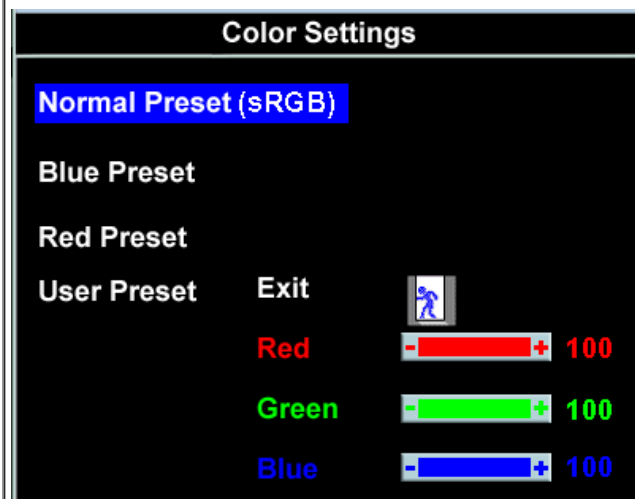 Color Settings
Normal Preset (sRGB)
Blue Preset
Red Preset
User Preset Exit
Red - + 100
Green - + 100
Blue - + 100